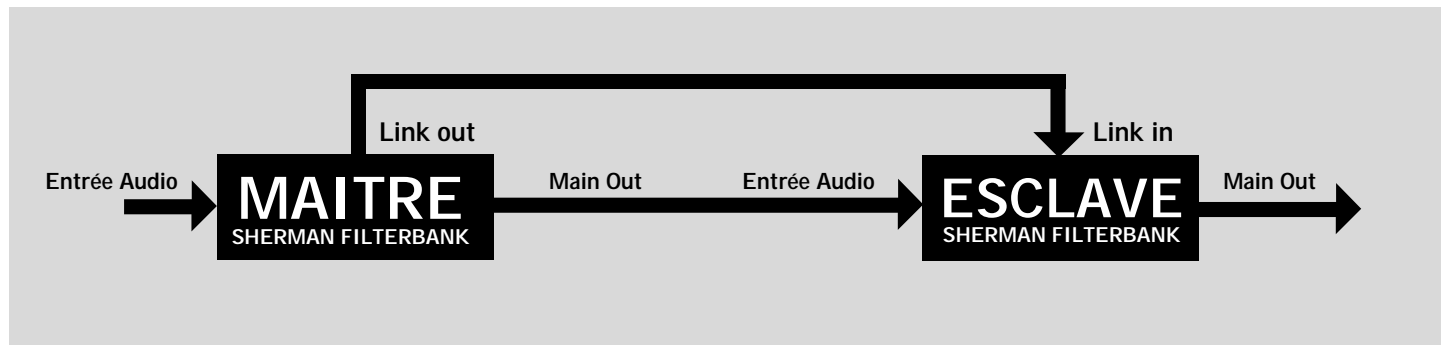 Link out
Link in
Entrée Audio
MAITRE
SHERMAN FILTERBANK
Main Out
Entrée Audio
ESCLAVE
SHERMAN FILTERBANK
Main Out